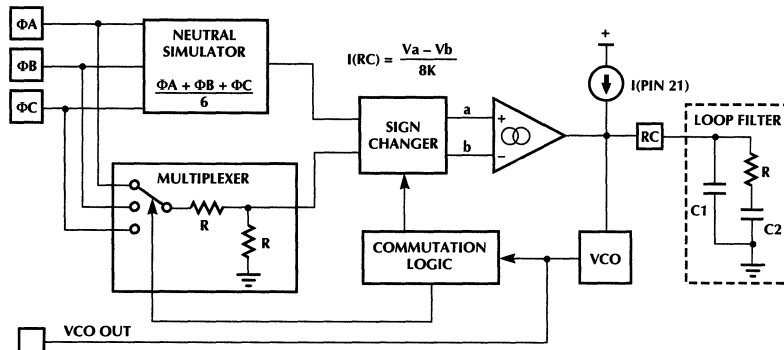 ΦA
ΦB
ΦC
NEUTRAL
SIMULATOR
ΦA + ΦB + ΦC
6
I(RC) = Va – Vb
8K
+
I(PIN 21)
SIGN
CHANGER
a
b
+
–
RC
LOOP FILTER
R
C1
C2
MULTIPLEXER
R
R
COMMUTATION
LOGIC
VCO
VCO OUT